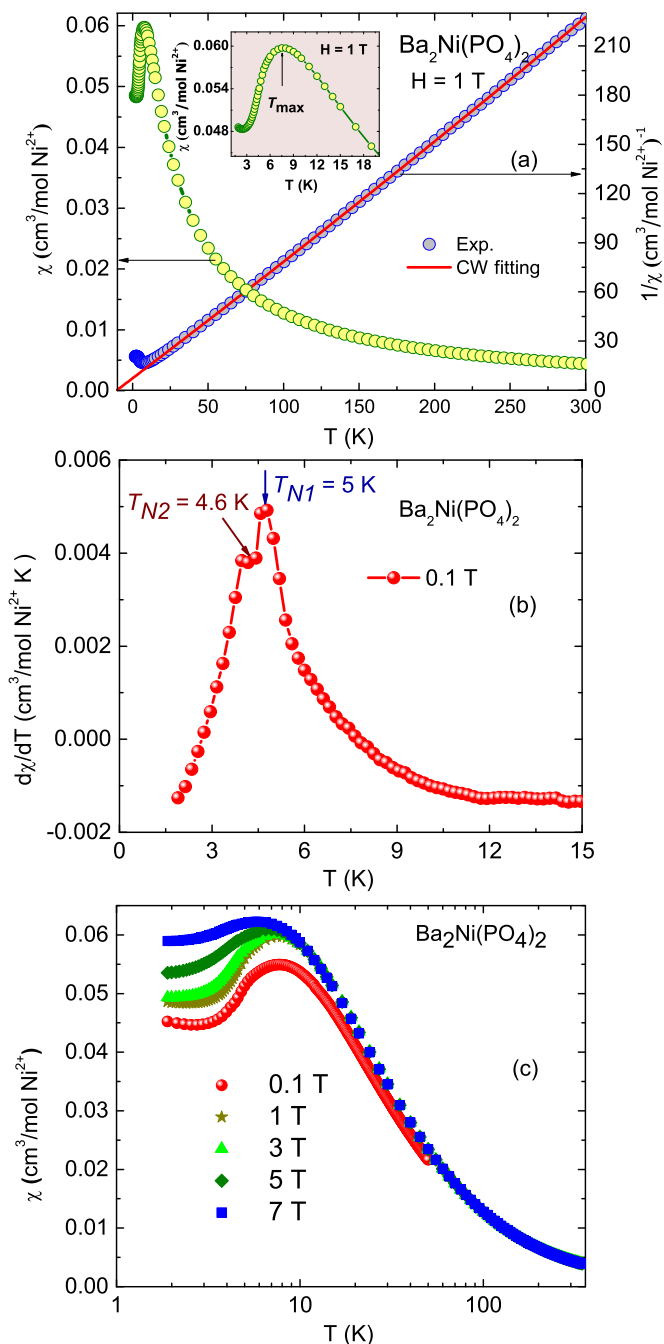 Ba₂Ni(PO₄)₂
H = 1 T
(a)
Exp.
CW fitting
χ (cm³/mol Ni²⁺)
0.00
0.01
0.02
0.03
0.04
0.05
0.06
1/χ (cm³/mol Ni²⁺)⁻¹
0
30
60
90
120
150
180
210
0 50 100 150 200 250 300
T (K)
H = 1 T
T_max
χ (cm³/mol Ni²⁺)
0.060
0.054
0.048
3 6 9 12 15 18
T (K)
T_N1 = 5 K
T_N2 = 4.6 K
Ba₂Ni(PO₄)₂
0.1 T
(b)
dχ/dT (cm³/mol Ni²⁺ K)
0.006
0.004
0.002
0.000
-0.002
0 3 6 9 12 15
T (K)
Ba₂Ni(PO₄)2
(c)
0.1 T
1 T
3 T
5 T
7 T
χ (cm³/mol Ni²⁺)
0.06
0.05
0.04
0.03
0.02
0.01
0.00
1 10 100
T (K)